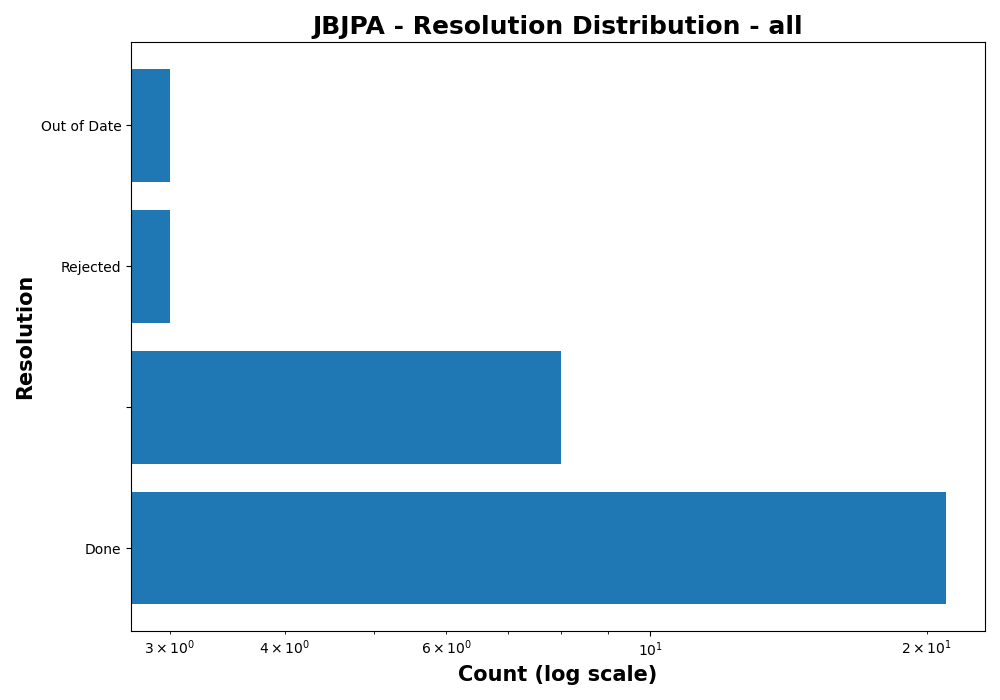 JBJPA - Resolution Distribution - all
Out of Date
Rejected
Done
Resolution
3 × 10⁰
4 × 10⁰
6 × 10⁰
10¹
2 × 10¹
Count (log scale)